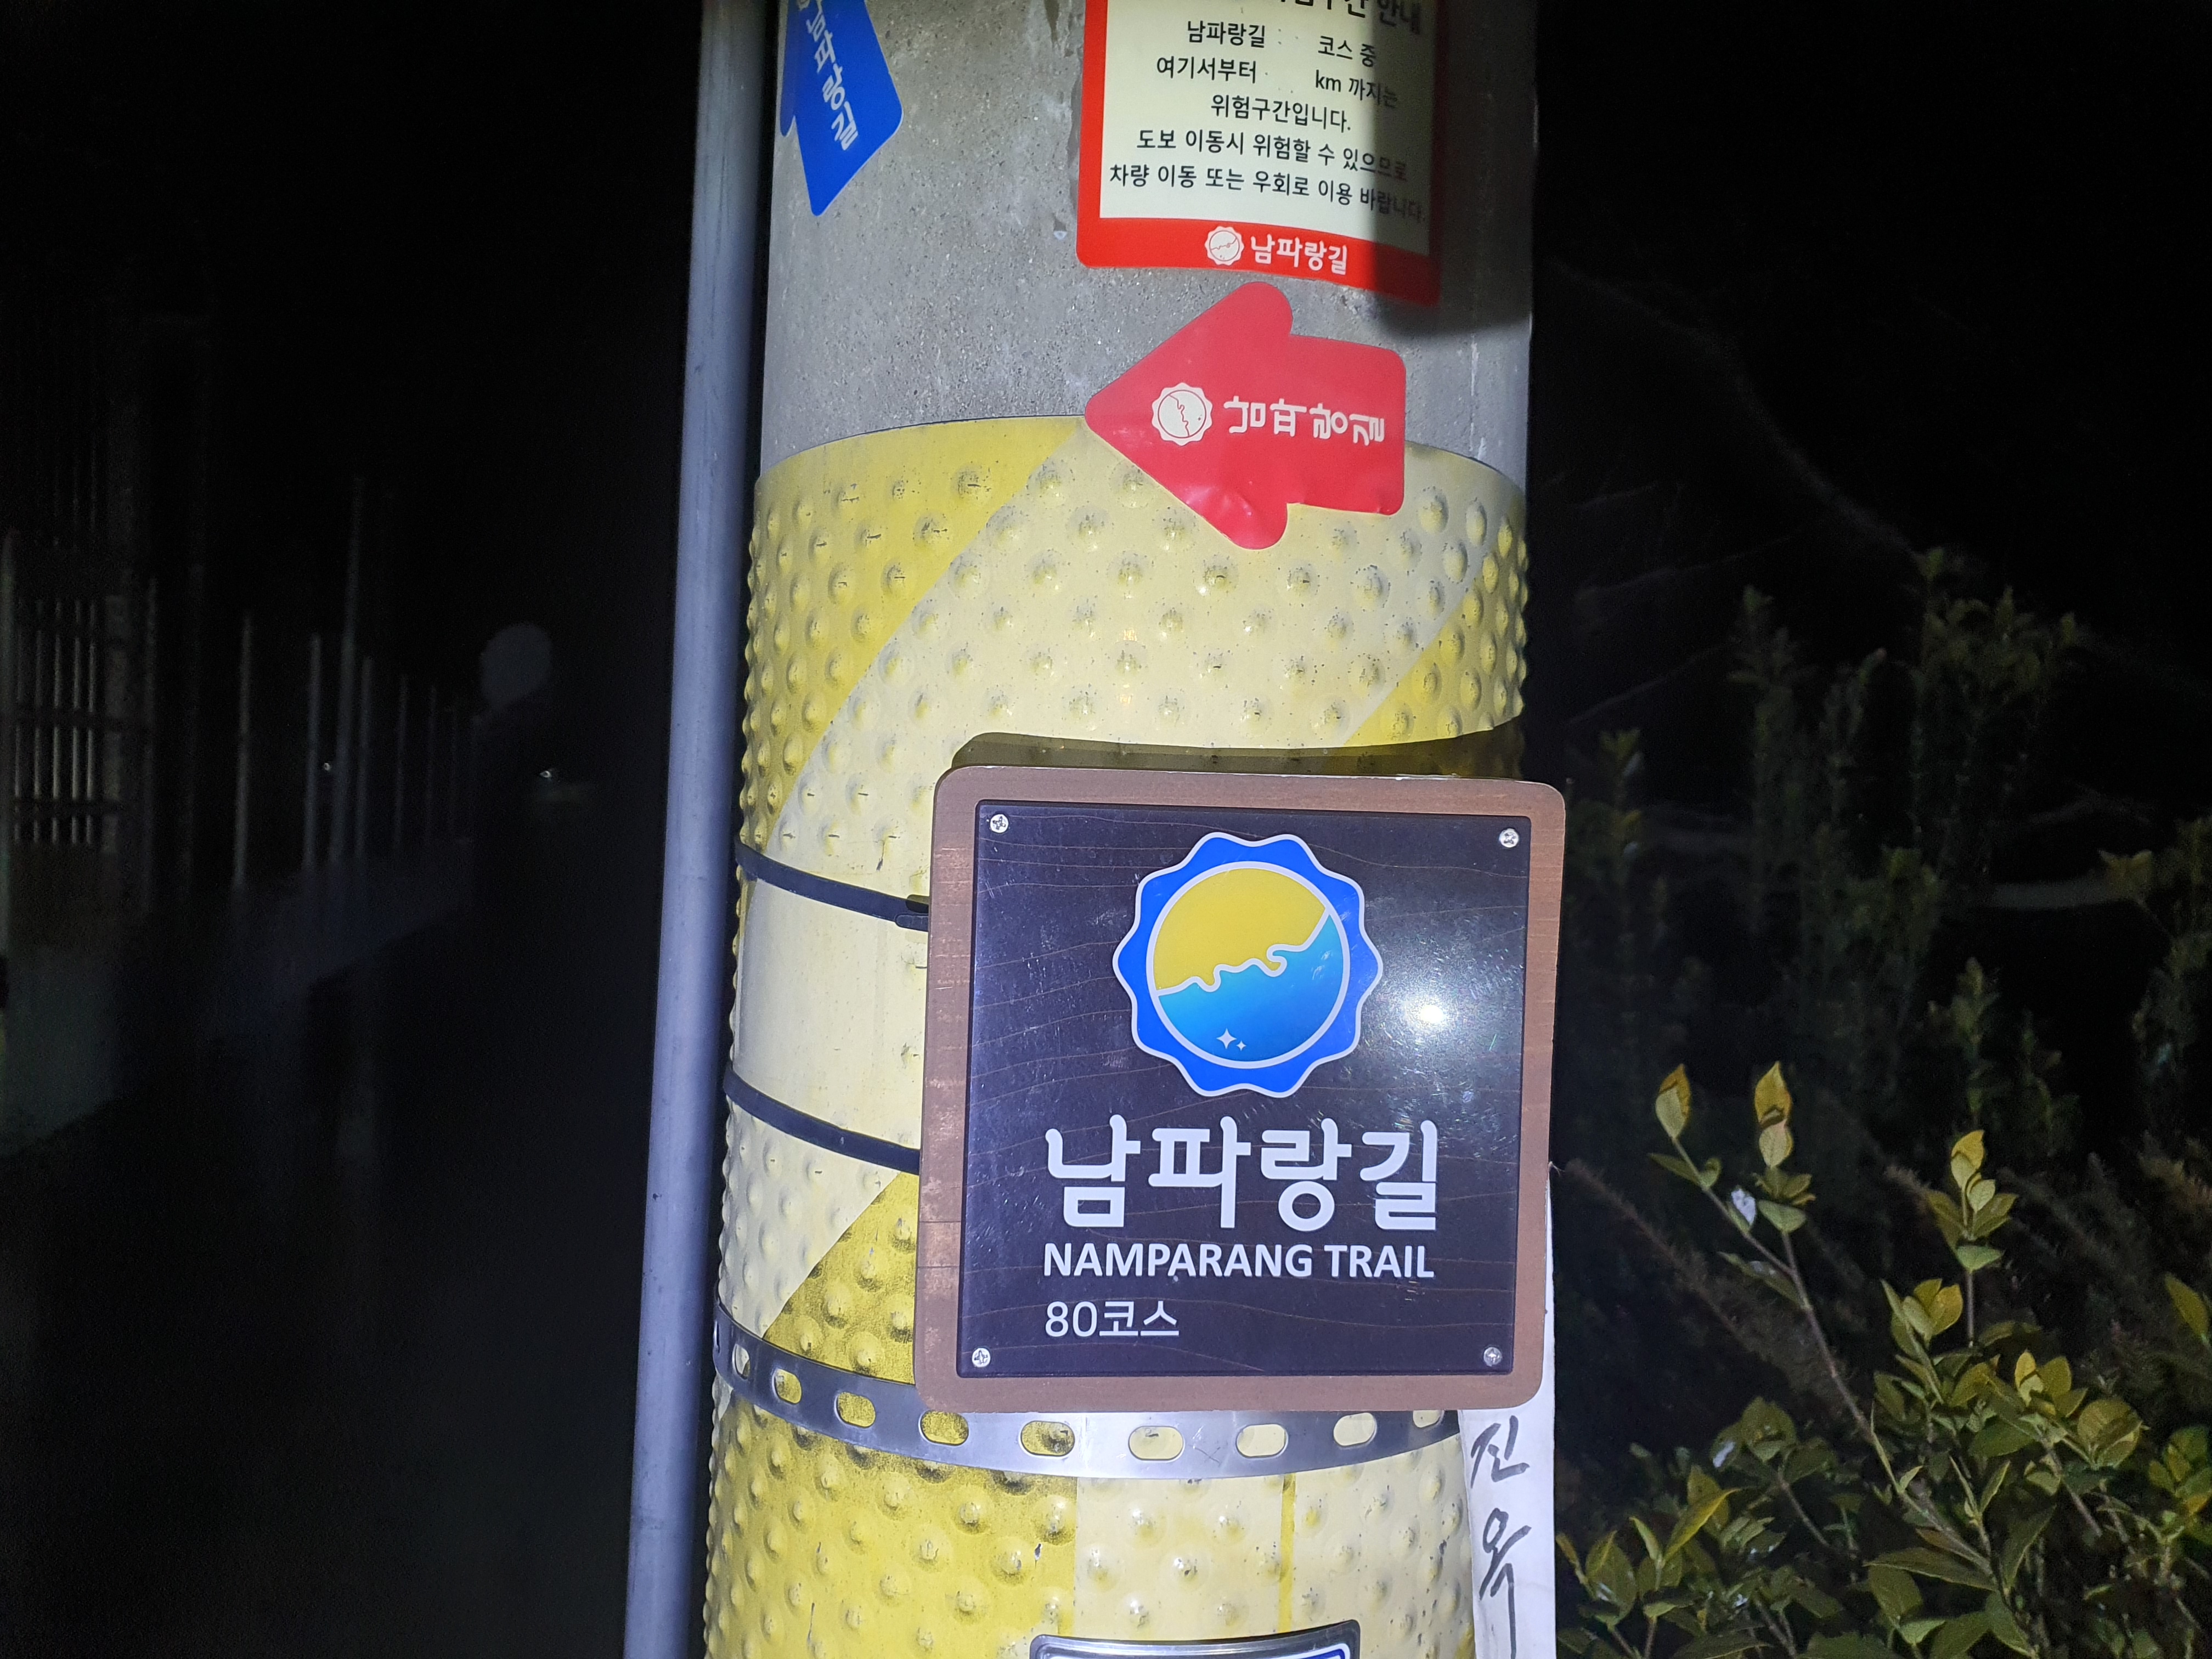 남파랑길
남파랑길 코스 중
여기서부터 km 까지는
위험구간입니다.
도보 이동시 위험할 수 있으므로
차량 이동 또는 우회로 이용 바랍니다.
남파랑길
남파랑길
남파랑길
NAMPARANG TRAIL
80코스
진
옥